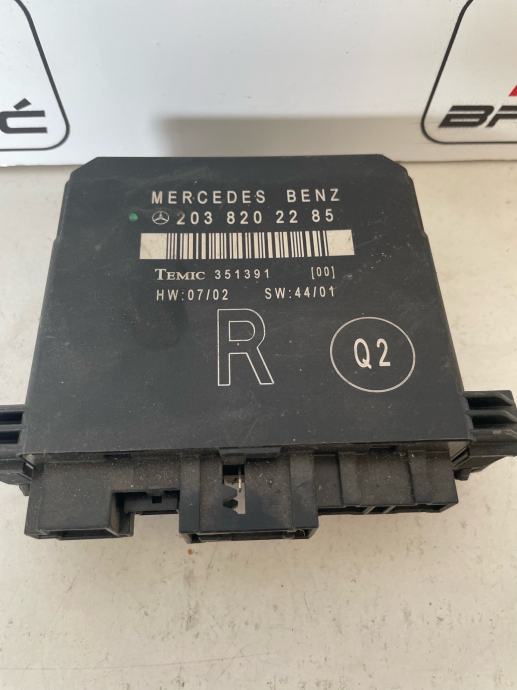 MERCEDES BENZ
203 820 22 85
TEMIC 351391 [00]
HW:07/02 SW:44/01
R
Q2